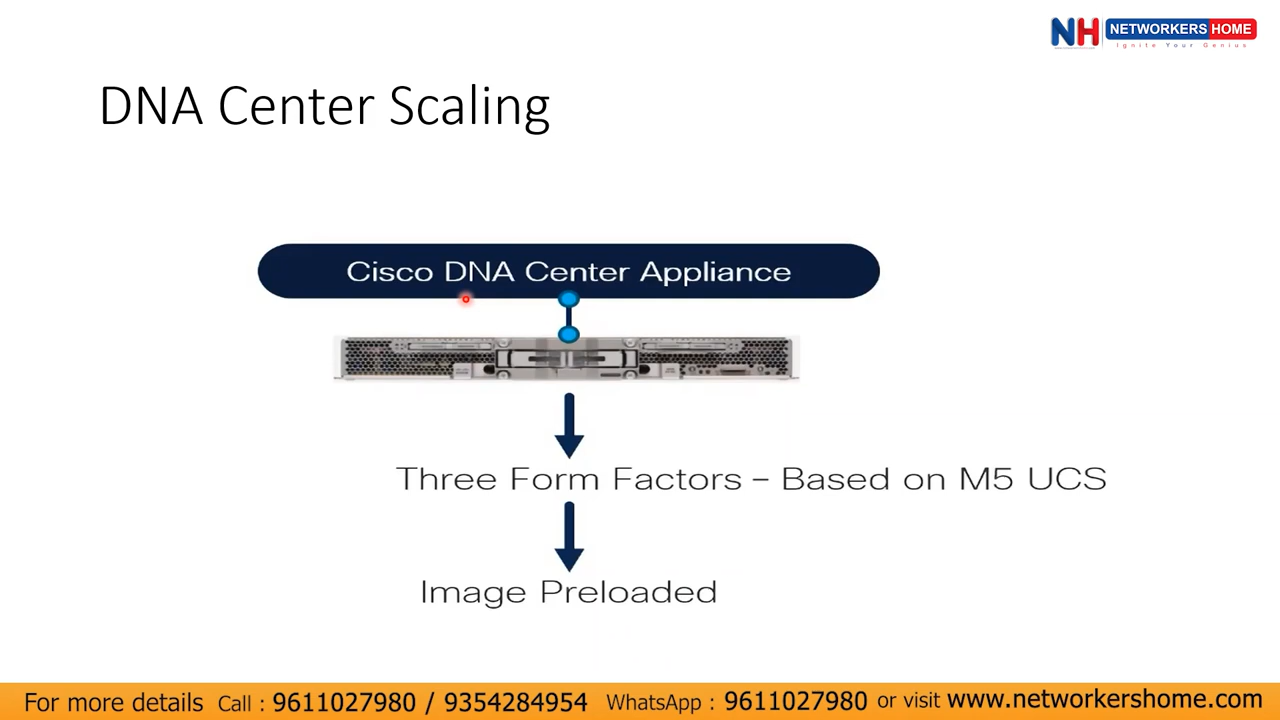 NH NETWORKERS HOME
Ignite Your Genius
DNA Center Scaling
Cisco DNA Center Appliance
Three Form Factors – Based on M5 UCS
Image Preloaded
For more details Call : 9611027980 / 9354284954 WhatsApp : 9611027980 or visit www.networkershome.com